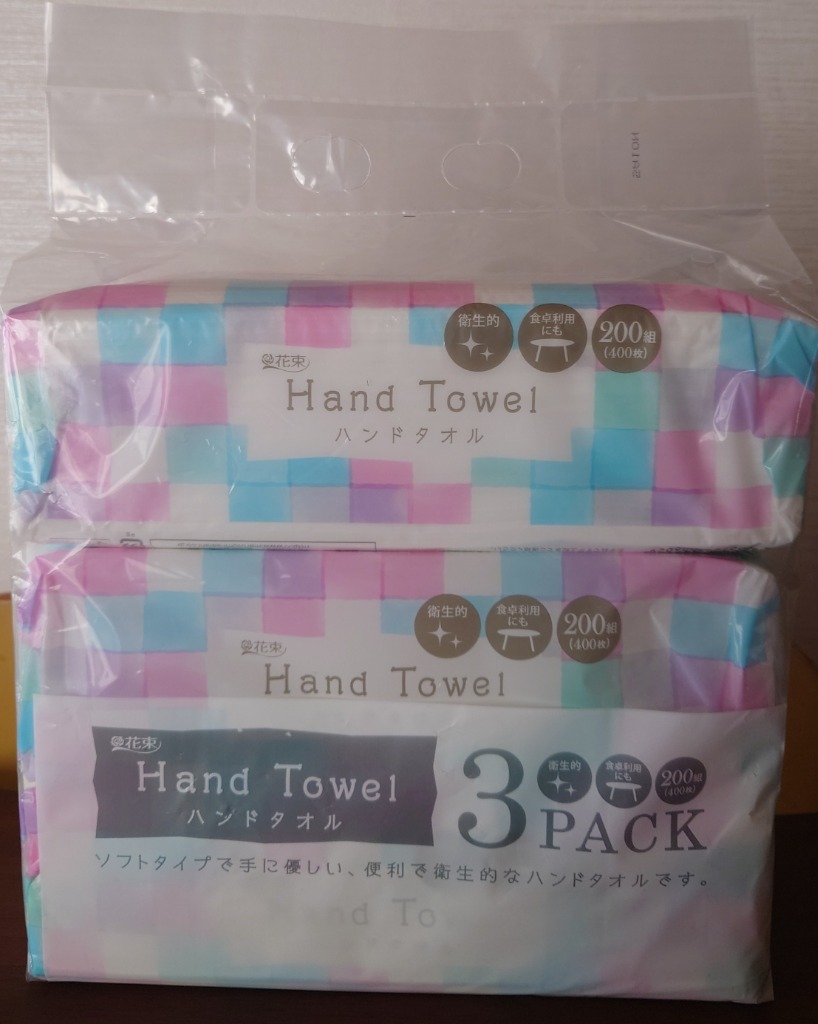 衛生的
食卓利用
にも
200組
(400枚)
花束
Hand Towel
ハンドタオル
衛生的
食卓利用
にも
200組
(400枚)
花束
Hand Towel
花束
Hand Towel
ハンドタオル
3
衛生的
食卓利用
にも
200組
(400枚)
PACK
ソフトタイプで手に優しい、便利で衛生的なハンドタオルです。
nd To